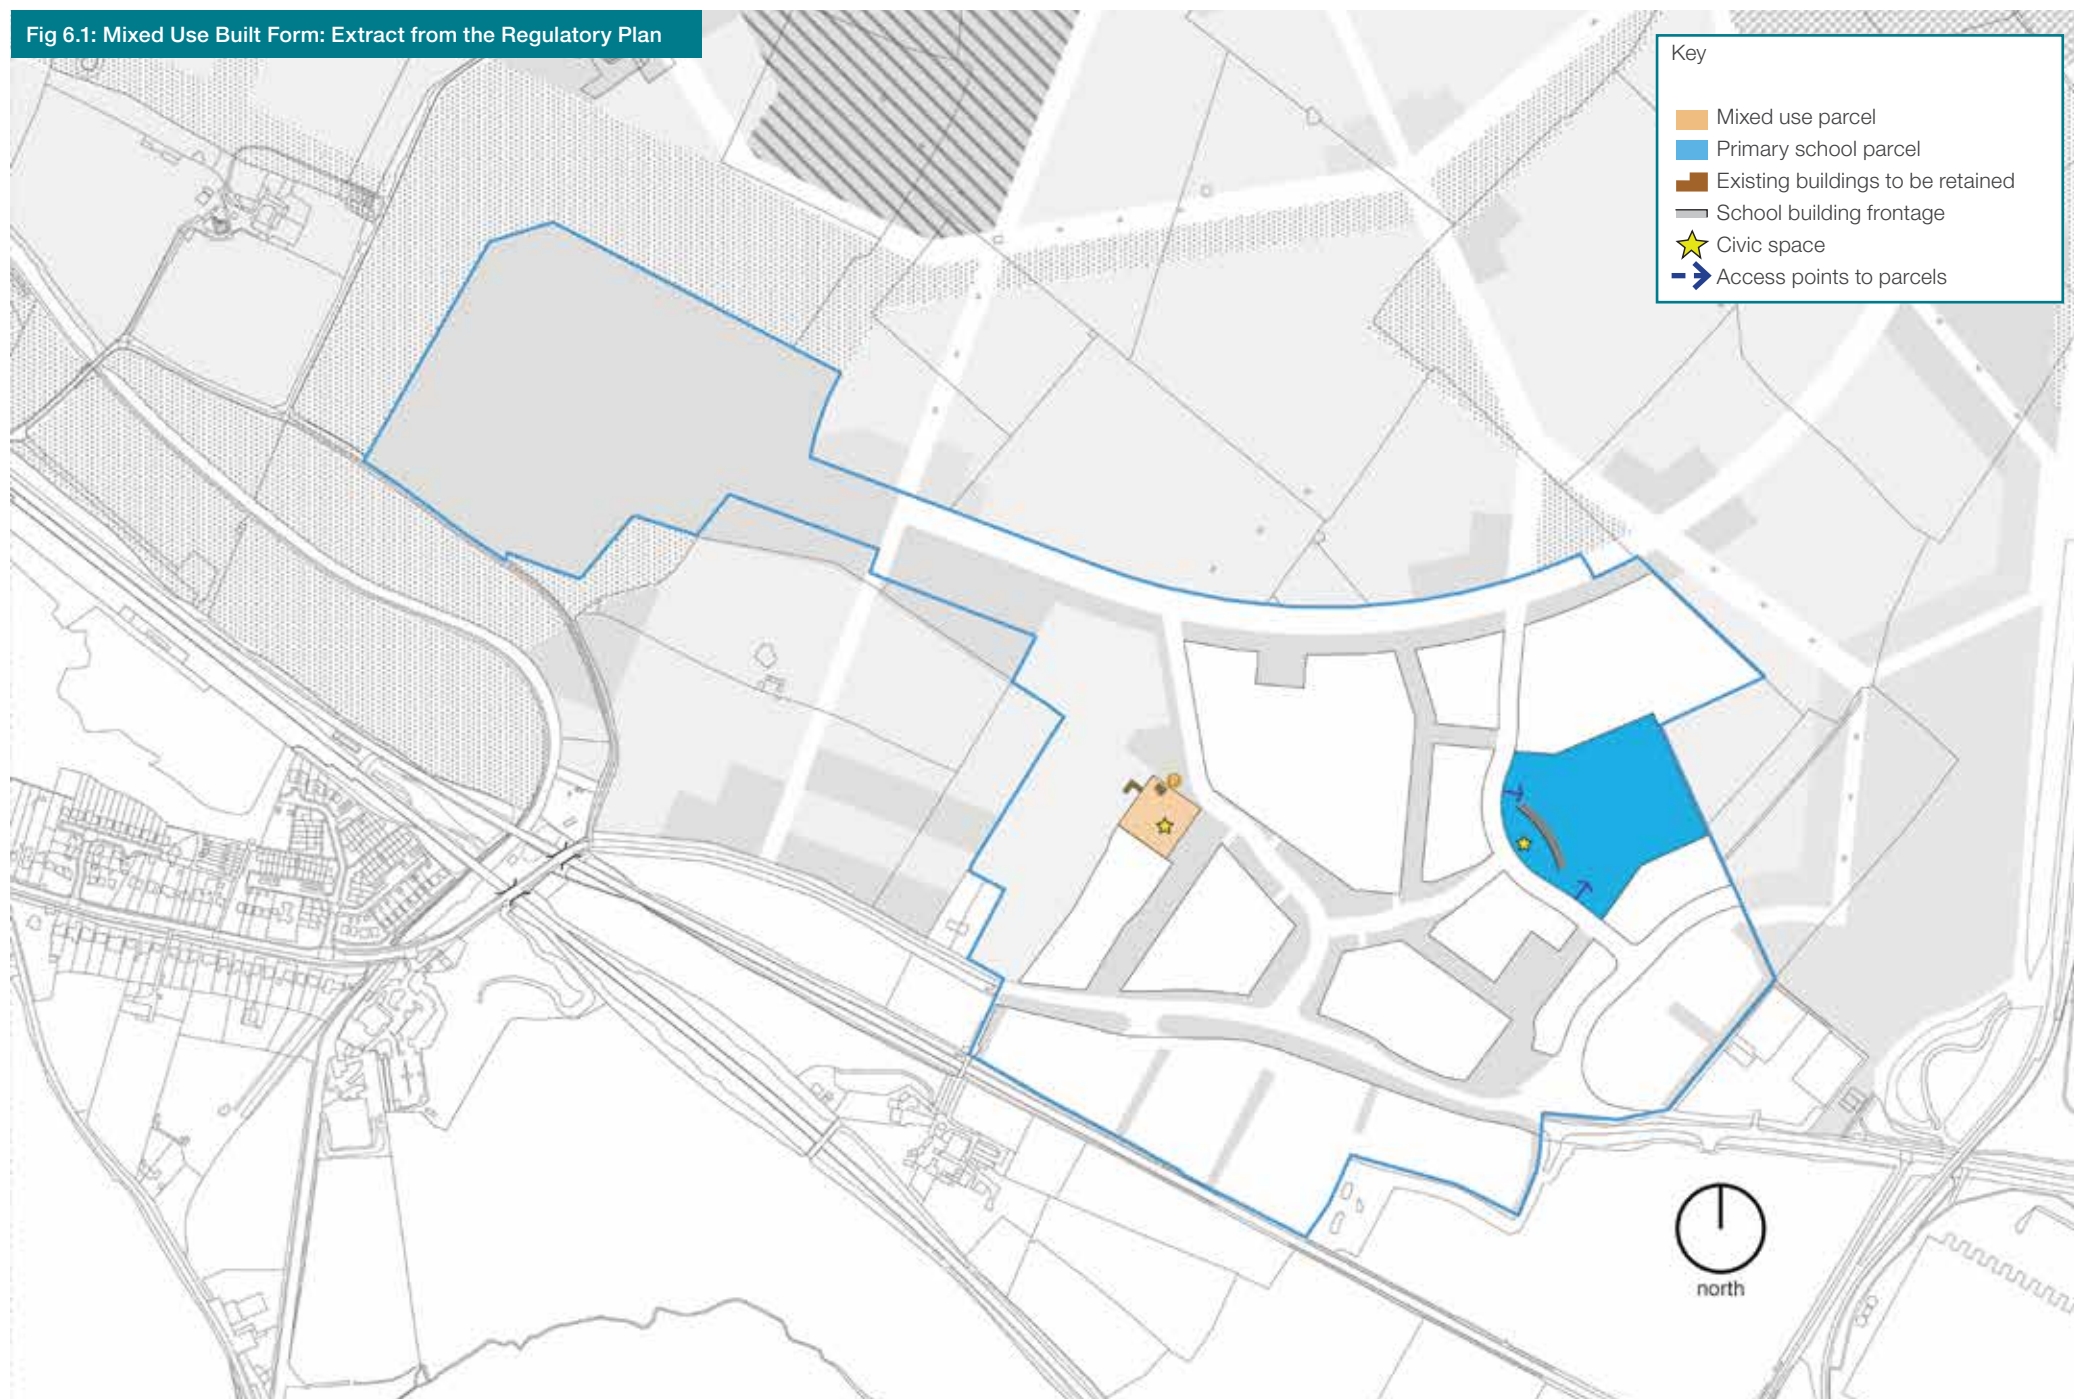 Fig 6.1: Mixed Use Built Form: Extract from the Regulatory Plan
Key
Mixed use parcel
Primary school parcel
Existing buildings to be retained
School building frontage
Civic space
Access points to parcels
north